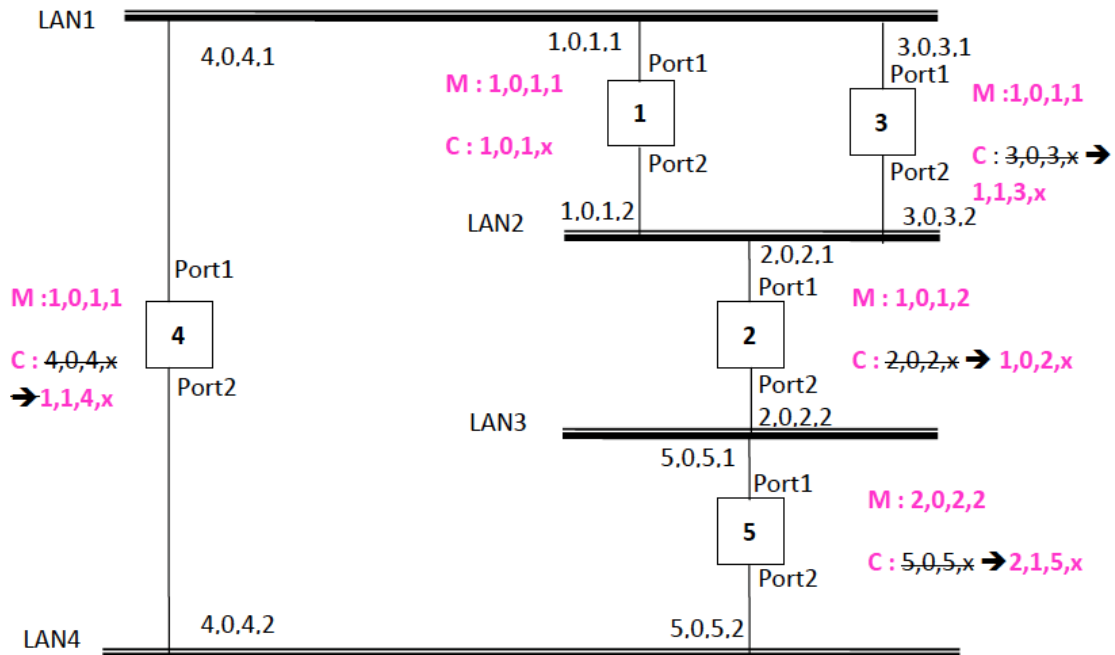 LAN1
4,0,4,1
1,0,1,1
3,0,3,1
Port1
Port1
M : 1,0,1,1
M :1,0,1,1
1
3
C : 1,0,1,x
C : 3,0,3,x ➔
1,1,3,x
Port2
Port2
LAN2
1,0,1,2
3,0,3,2
2,0,2,1
Port1
Port1
M :1,0,1,1
M : 1,0,1,2
4
2
C : 4,0,4,x
➔1,1,4,x
C : 2,0,2,x ➔ 1,0,2,x
Port2
Port2
2,0,2,2
LAN3
5,0,5,1
Port1
M : 2,0,2,2
5
C : 5,0,5,x ➔ 2,1,5,x
Port2
4,0,4,2
5,0,5,2
LAN4